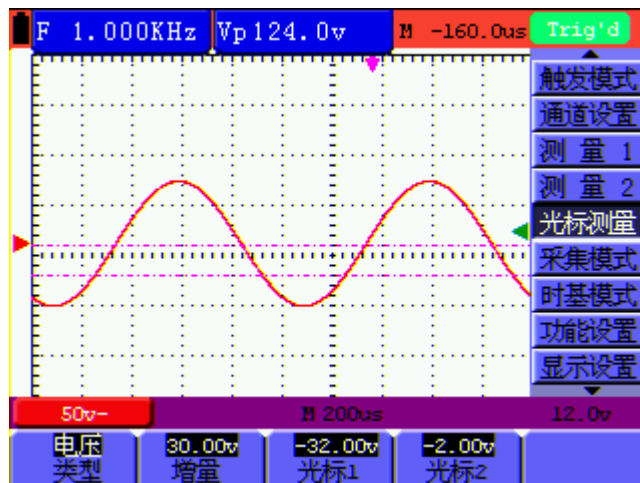 F 1.000KHz Vp124.0v M -160.0us Trig'd
触发模式
通道设置
测 量 1
测 量 2
光标测量
采集模式
时基模式
功能设置
显示设置
50v~ M 200us 12.0v
电压 30.00v -32.00v -2.00v
类型 增量 光标1 光标2